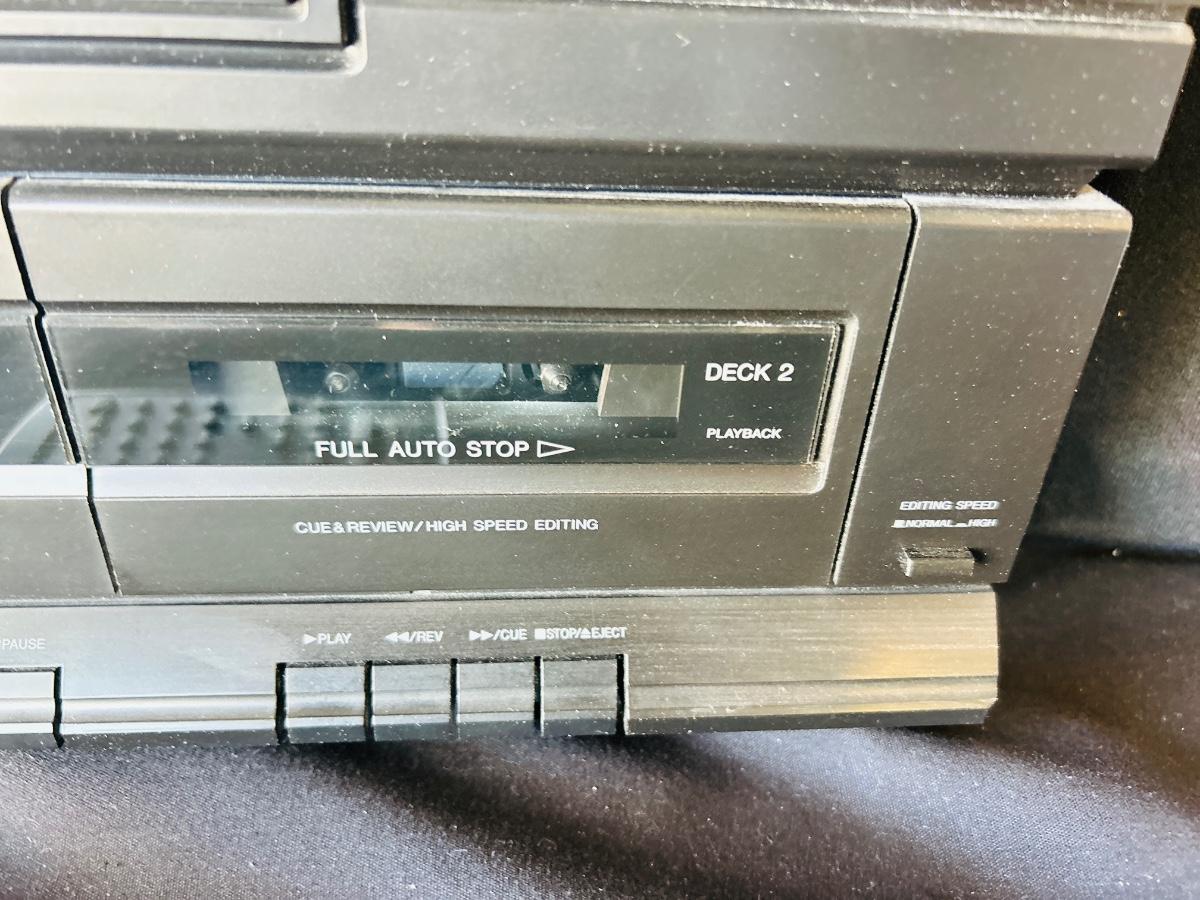 DECK 2
PLAYBACK
FULL AUTO STOP ▷
CUE&REVIEW/HIGH SPEED EDITING
EDITING SPEED
■NORMAL ▬HIGH
PAUSE
▶PLAY ◀◀/REV ▶▶/CUE ■STOP/⏏EJECT